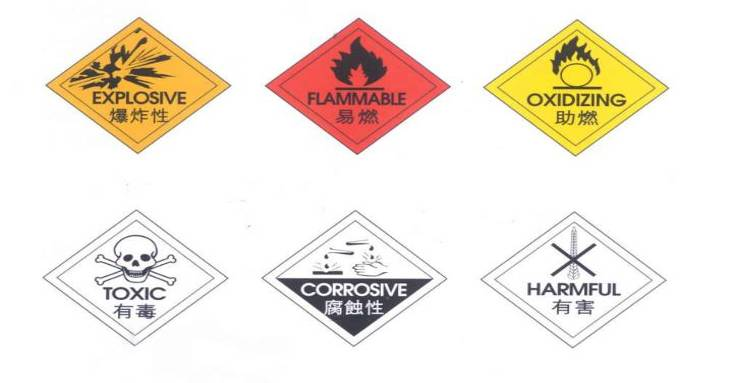 EXPLOSIVE
爆炸性
FLAMMABLE
易燃
OXIDIZING
助燃
TOXIC
有毒
CORROSIVE
腐蝕性
HARMFUL
有害